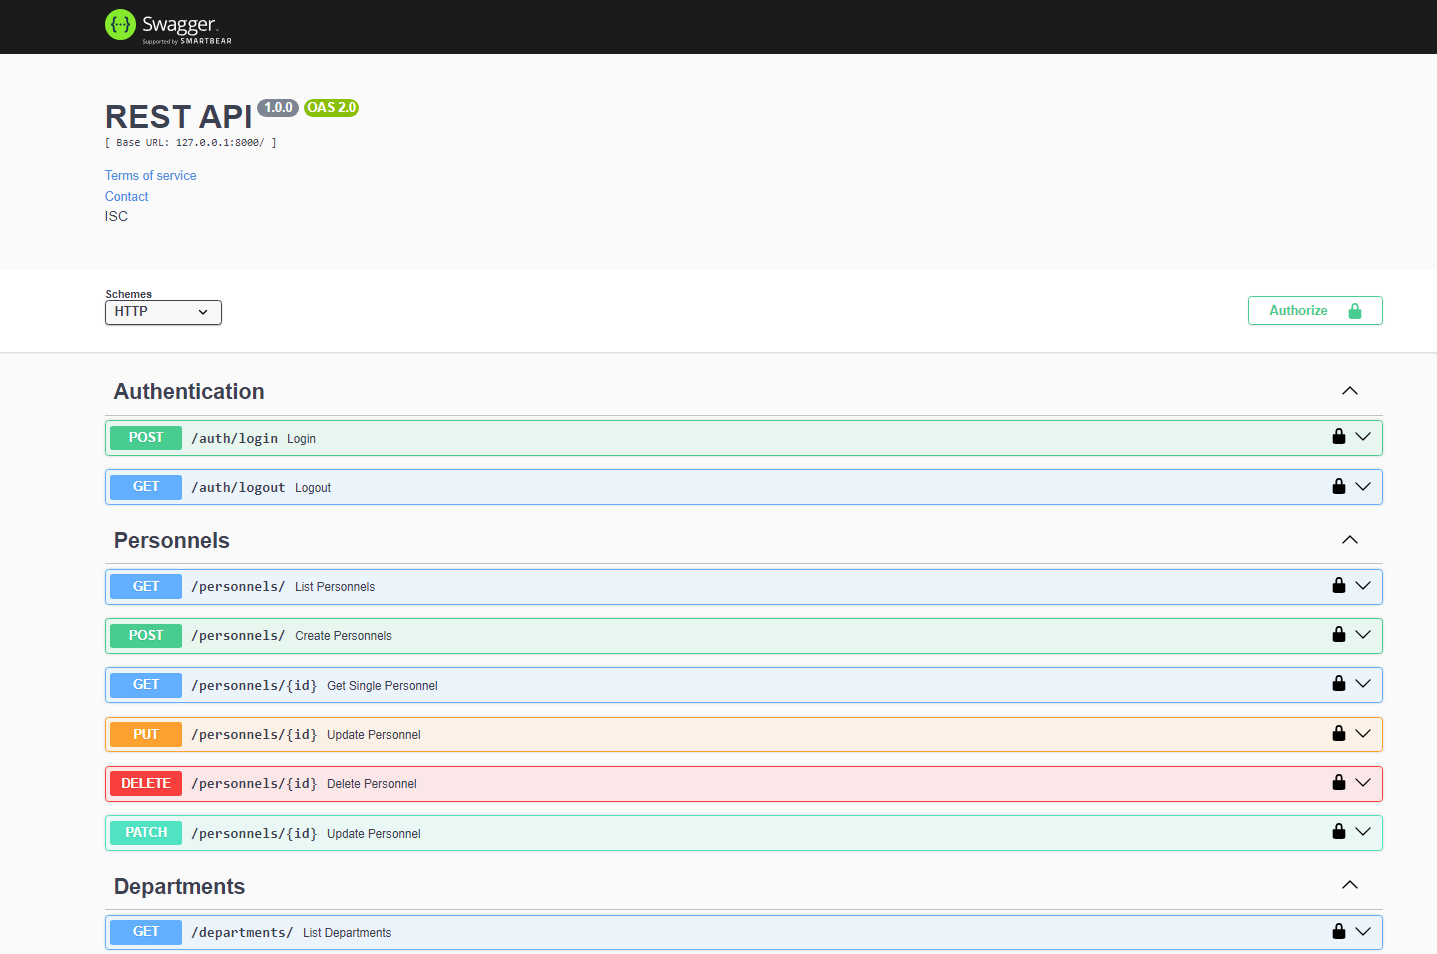 Swagger.
Supported by SMARTBEAR
REST API 1.0.0 OAS 2.0
[ Base URL: 127.0.0.1:8000/ ]
Terms of service
Contact
ISC
Schemes
HTTP
Authorize
Authentication
POST /auth/login Login
GET /auth/logout Logout
Personnels
GET /personnels/ List Personnels
POST /personnels/ Create Personnels
GET /personnels/{id} Get Single Personnel
PUT /personnels/{id} Update Personnel
DELETE /personnels/{id} Delete Personnel
PATCH /personnels/{id} Update Personnel
Departments
GET /departments/ List Departments